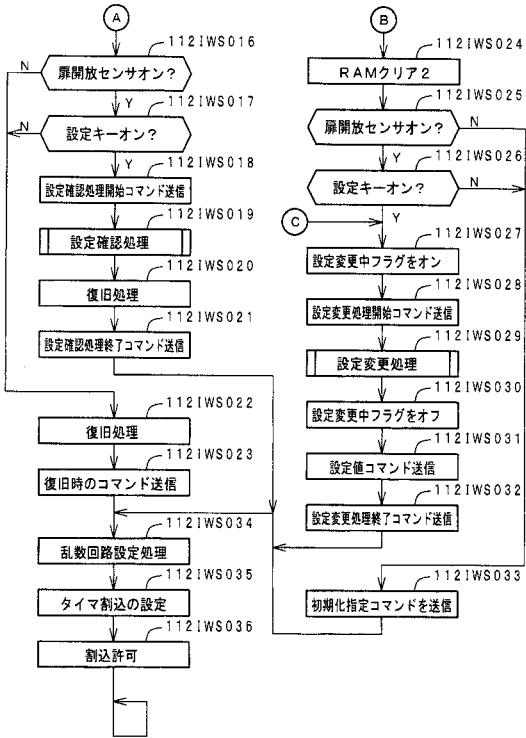 A
112IWS016
扉開放センサオン?
N
Y
112IWS017
設定キーオン?
N
Y
112IWS018
設定確認処理開始コマンド送信
112IWS019
設定確認処理
112IWS020
復旧処理
112IWS021
設定確認処理終了コマンド送信
112IWS022
復旧処理
112IWS023
復旧時のコマンド送信
112IWS034
乱数回路設定処理
112IWS035
タイマ割込の設定
112IWS036
割込許可
B
112IWS024
RAMクリア2
112IWS025
扉開放センサオン?
N
Y
112IWS026
設定キーオン?
N
Y
C
112IWS027
設定変更中フラグをオン
112IWS028
設定変更処理開始コマンド送信
112IWS029
設定変更処理
112IWS030
設定変更中フラグをオフ
112IWS031
設定値コマンド送信
112IWS032
設定変更処理終了コマンド送信
112IWS033
初期化指定コマンドを送信